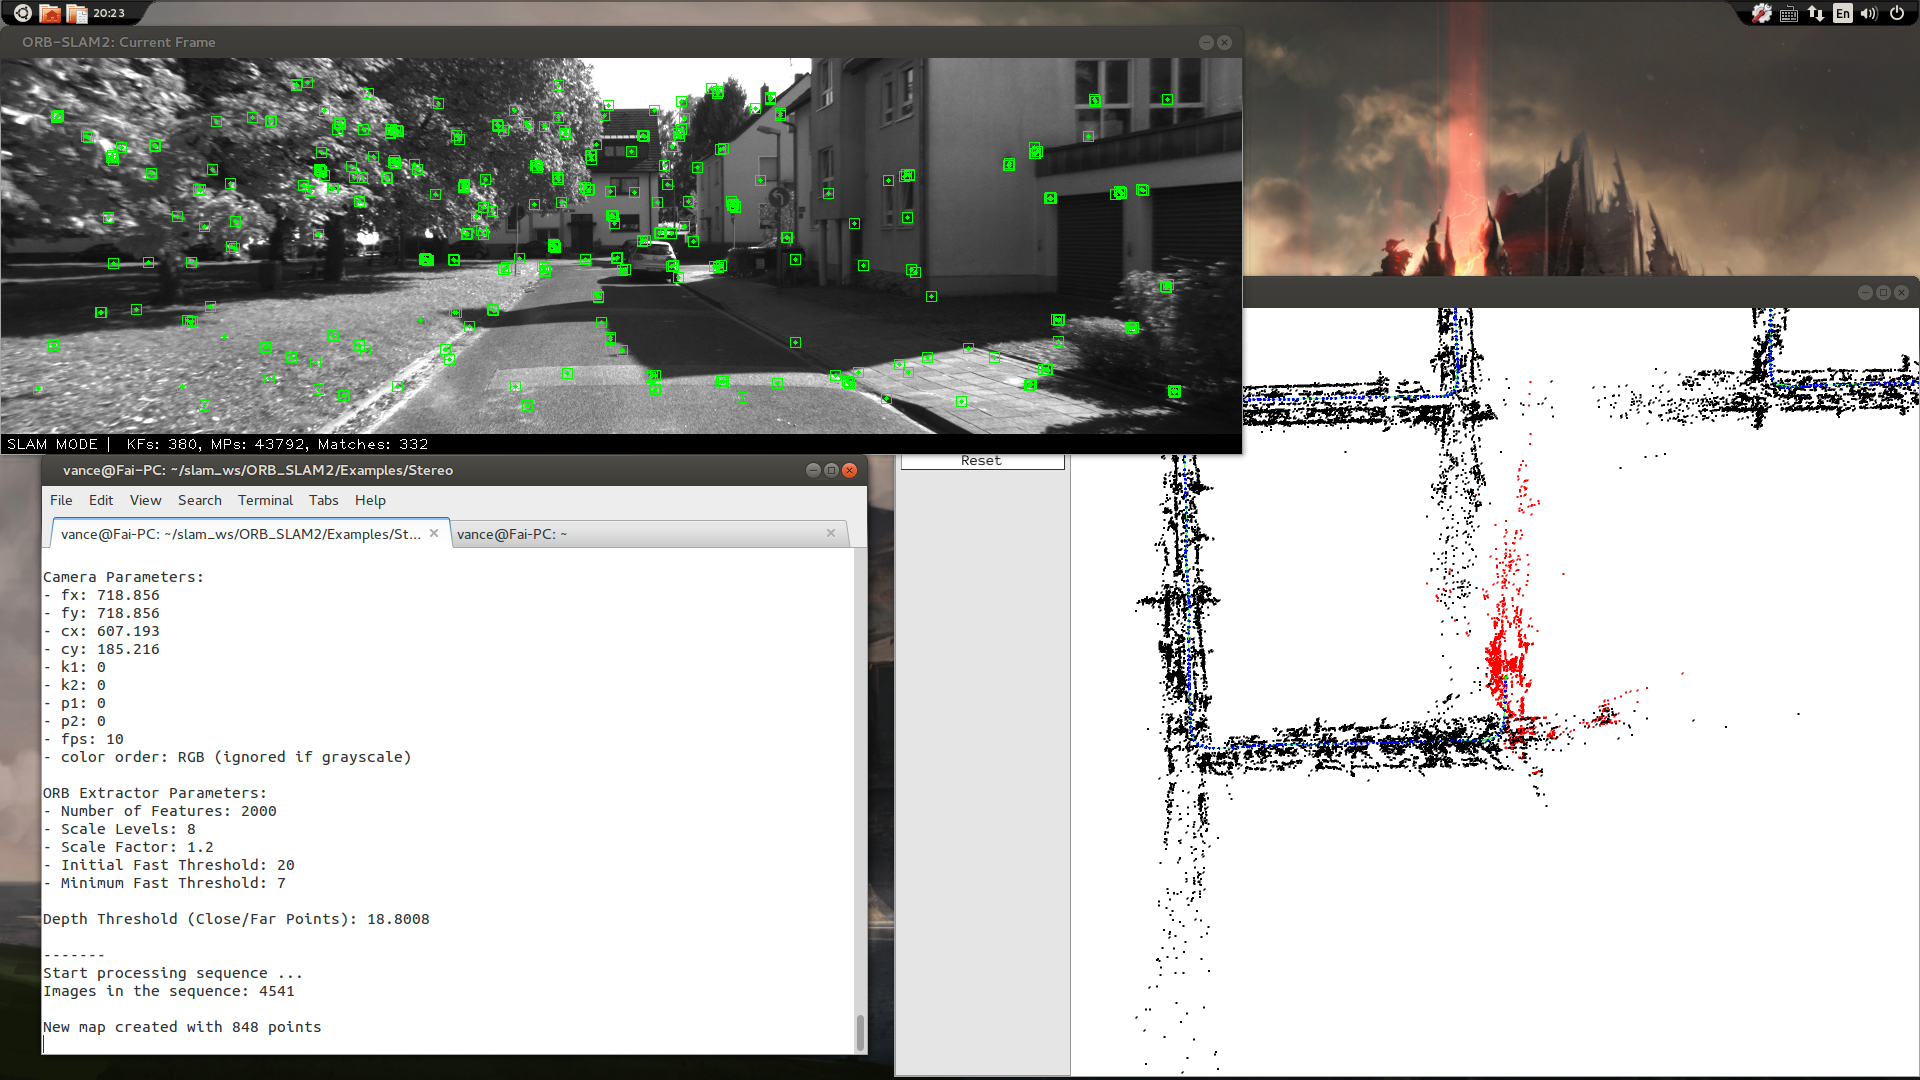 20:23
En
ORB-SLAM2: Current Frame
SLAM MODE |  KFs: 380, MPs: 43792, Matches: 332
Reset
vance@Fai-PC: ~/slam_ws/ORB_SLAM2/Examples/Stereo
File Edit View Search Terminal Tabs Help
vance@Fai-PC: ~/slam_ws/ORB_SLAM2/Examples/St... vance@Fai-PC: ~
Camera Parameters:
- fx: 718.856
- fy: 718.856
- cx: 607.193
- cy: 185.216
- k1: 0
- k2: 0
- p1: 0
- p2: 0
- fps: 10
- color order: RGB (ignored if grayscale)
ORB Extractor Parameters:
- Number of Features: 2000
- Scale Levels: 8
- Scale Factor: 1.2
- Initial Fast Threshold: 20
- Minimum Fast Threshold: 7
Depth Threshold (Close/Far Points): 18.8008
-------
Start processing sequence ...
Images in the sequence: 4541
New map created with 848 points